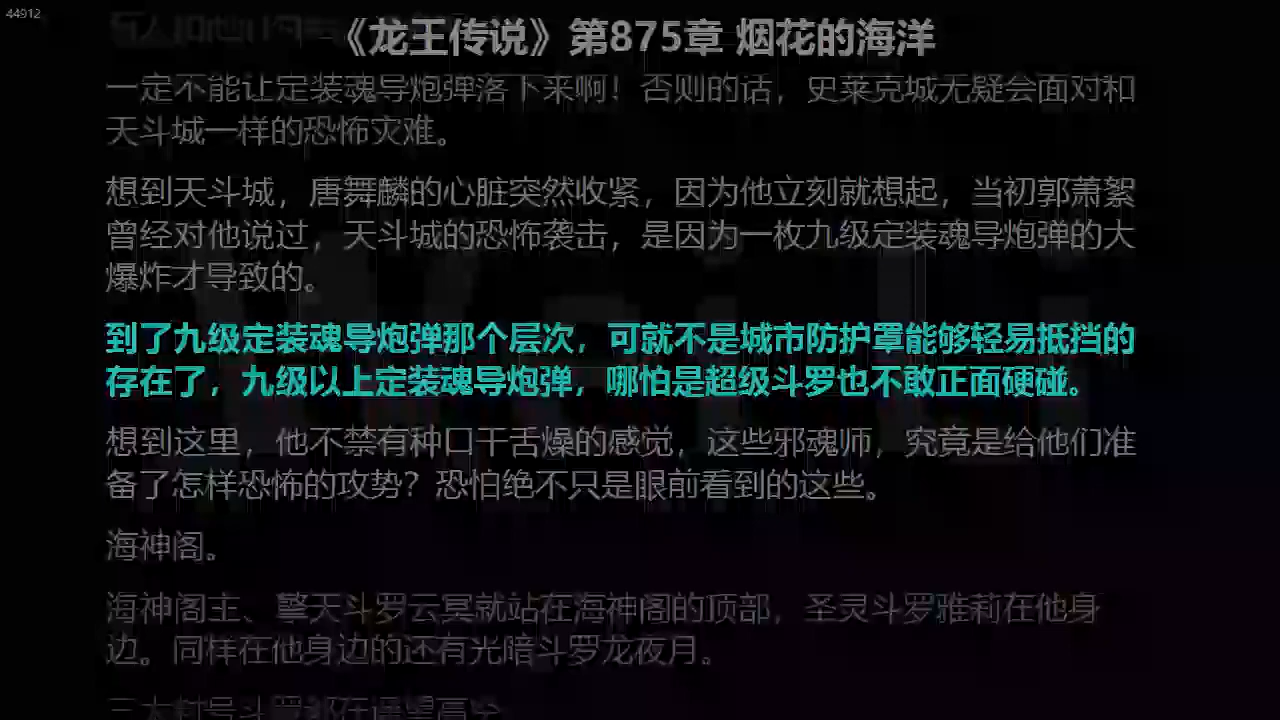 44912
《龙王传说》第875章 烟花的海洋
一定不能让定装魂导炮弹落下来啊！否则的话，史莱克城无疑会面对和
天斗城一样的恐怖灾难。
想到天斗城，唐舞麟的心脏突然收紧，因为他立刻就想起，当初郭萧絮
曾经对他说过，天斗城的恐怖袭击，是因为一枚九级定装魂导炮弹的大
爆炸才导致的。
到了九级定装魂导炮弹那个层次，可就不是城市防护罩能够轻易抵挡的
存在了，九级以上定装魂导炮弹，哪怕是超级斗罗也不敢正面硬碰。
想到这里，他不禁有种口干舌燥的感觉，这些邪魂师，究竟是给他们准
备了怎样恐怖的攻势？恐怕绝不只是眼前看到的这些。
海神阁。
海神阁主、擎天斗罗云冥就站在海神阁的顶部，圣灵斗罗雅莉在他身
边。同样在他身边的还有光暗斗罗龙夜月。
三大封号斗罗都在遥望高空